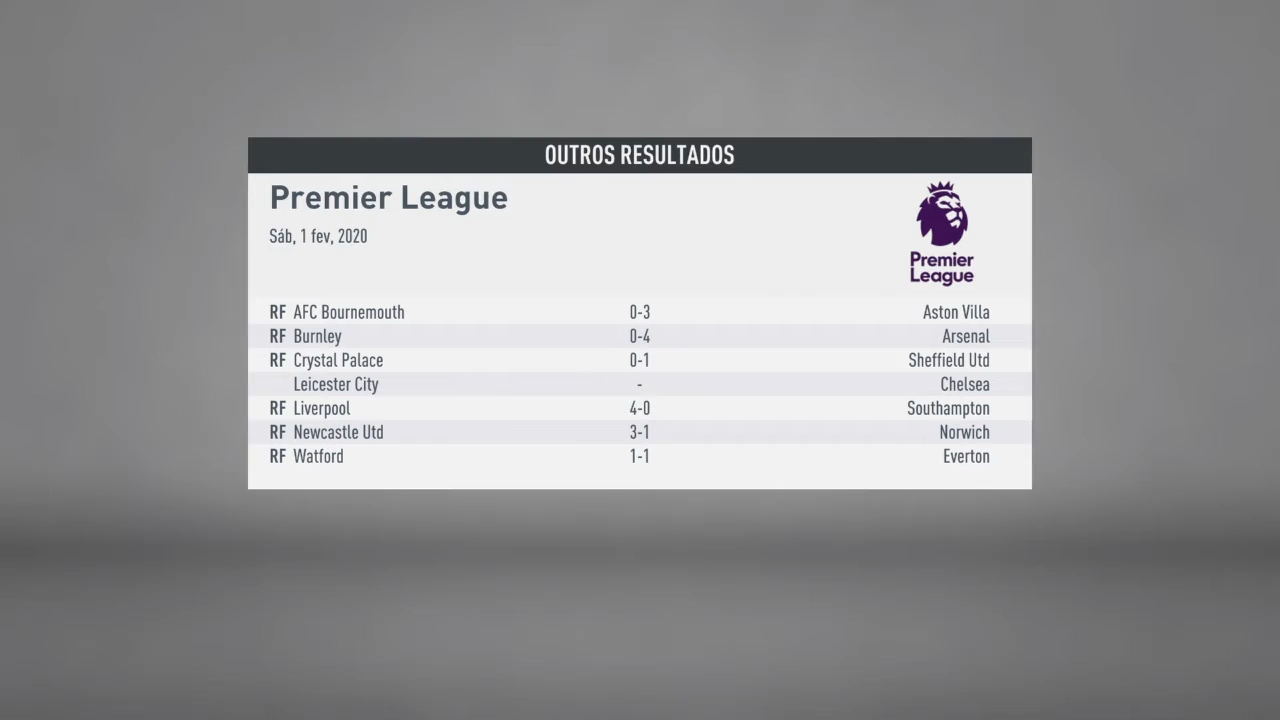 OUTROS RESULTADOS
Premier League
Sáb, 1 fev, 2020
Premier
League
RF AFC Bournemouth 0-3 Aston Villa
RF Burnley 0-4 Arsenal
RF Crystal Palace 0-1 Sheffield Utd
Leicester City - Chelsea
RF Liverpool 4-0 Southampton
RF Newcastle Utd 3-1 Norwich
RF Watford 1-1 Everton